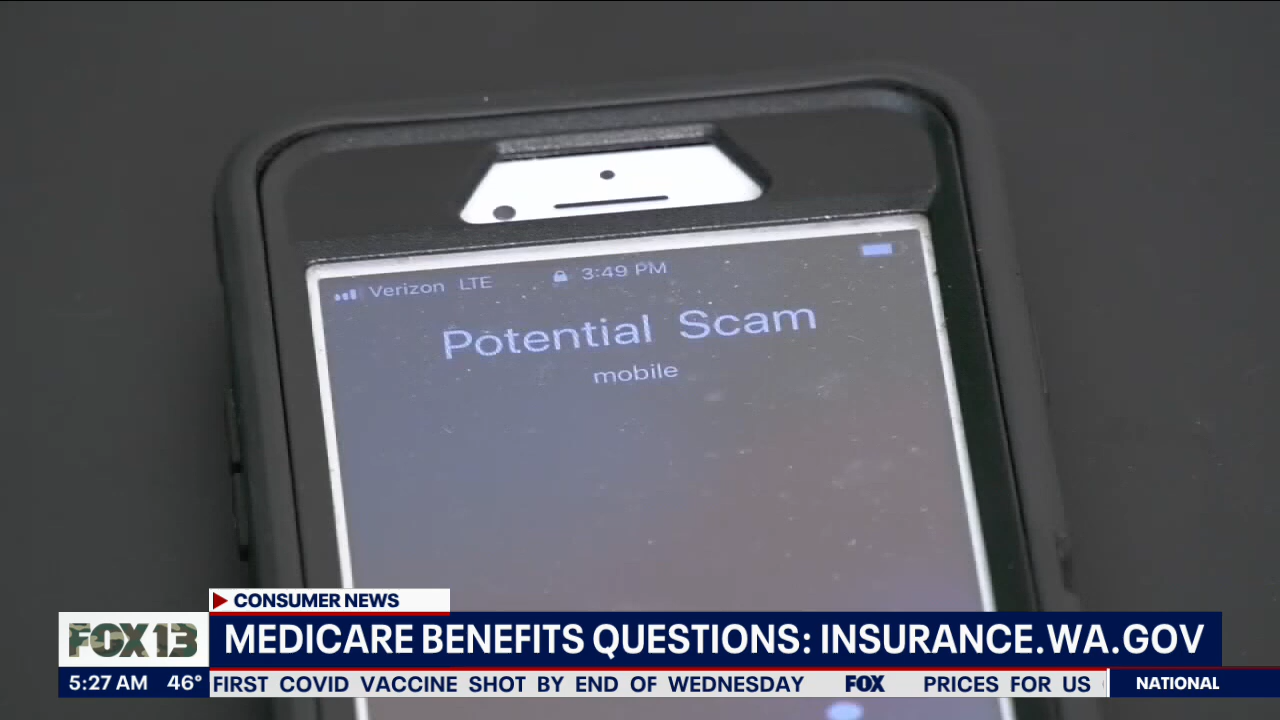 Verizon LTE 3:49 PM
Potential Scam
mobile
CONSUMER NEWS
FOX 13
MEDICARE BENEFITS QUESTIONS: INSURANCE.WA.GOV
5:27 AM 46° FIRST COVID VACCINE SHOT BY END OF WEDNESDAY FOX PRICES FOR US NATIONAL